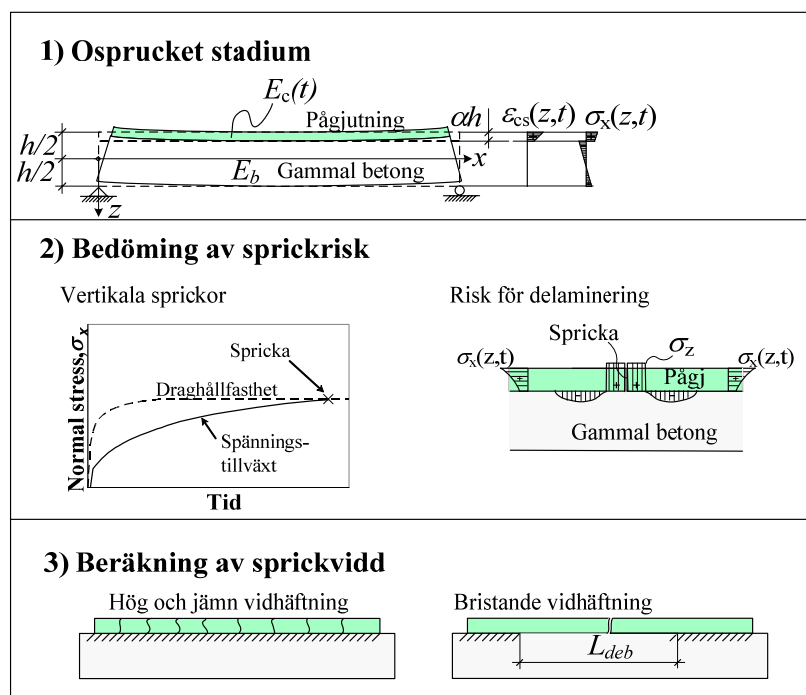 1) Osprucket stadium
E_c(t)
Pågjutning
αh
ε_cs(z,t)
σ_x(z,t)
h/2
h/2
E_b
Gammal betong
x
z
2) Bedöming av sprickrisk
Vertikala sprickor
Risk för delaminering
Normal stress,σ_x
Spricka
Draghållfasthet
Spännings-
tillväxt
Tid
Spricka
σ_z
σ_x(z,t)
σ_x(z,t)
Pågj
Gammal betong
3) Beräkning av sprickvidd
Hög och jämn vidhäftning
Bristande vidhäftning
L_deb